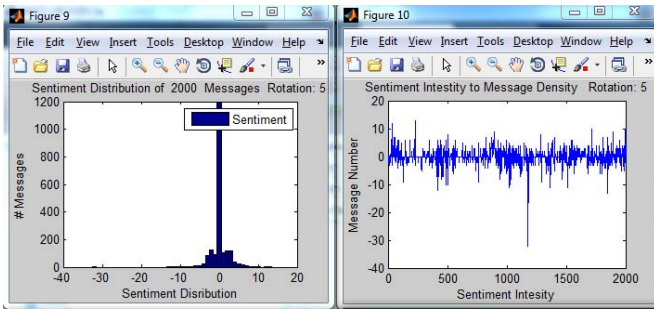 Figure 9
File Edit View Insert Tools Desktop Window Help
Sentiment Distribution of 2000 Messages Rotation: 5
Sentiment
# Messages
1200
1000
800
600
400
200
0
-40 -30 -20 -10 0 10 20
Sentiment Disribution
Figure 10
File Edit View Insert Tools Desktop Window Help
Sentiment Intestity to Message Density Rotation: 5
Message Number
20
10
0
-10
-20
-30
-40
0 500 1000 1500 2000
Sentiment Intesity